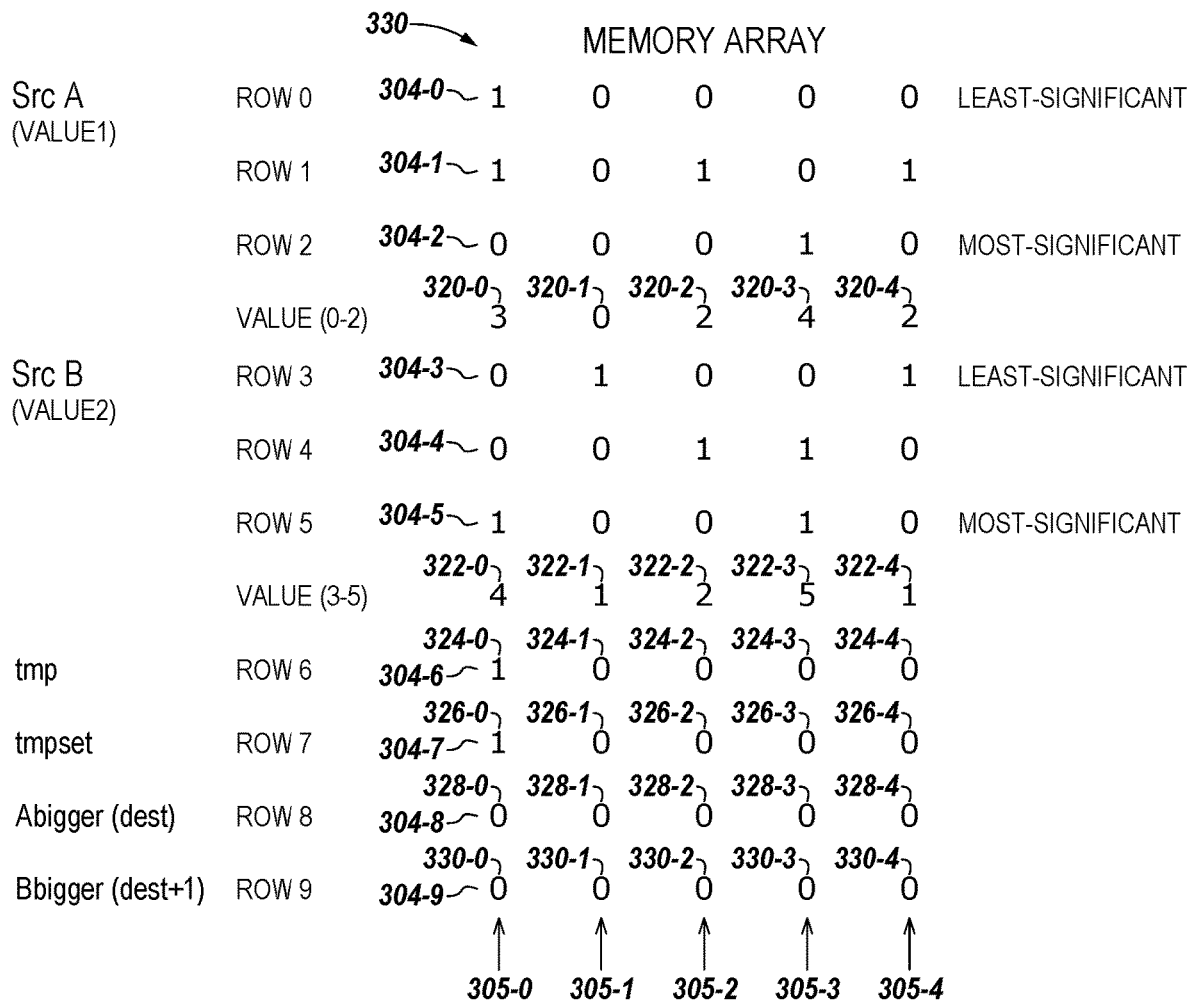 330 MEMORY ARRAY
Src A ROW 0 304-0 1 0 0 0 0 LEAST-SIGNIFICANT
(VALUE1)
ROW 1 304-1 1 0 1 0 1
ROW 2 304-2 0 0 0 1 0 MOST-SIGNIFICANT
320-0 320-1 320-2 320-3 320-4
VALUE (0-2) 3 0 2 4 2
Src B ROW 3 304-3 0 1 0 0 1 LEAST-SIGNIFICANT
(VALUE2)
ROW 4 304-4 0 0 1 1 0
ROW 5 304-5 1 0 0 1 0 MOST-SIGNIFICANT
322-0 322-1 322-2 322-3 322-4
VALUE (3-5) 4 1 2 5 1
324-0 324-1 324-2 324-3 324-4
tmp ROW 6 304-6 1 0 0 0 0
326-0 326-1 326-2 326-3 326-4
tmpset ROW 7 304-7 1 0 0 0 0
328-0 328-1 328-2 328-3 328-4
Abigger (dest) ROW 8 304-8 0 0 0 0 0
330-0 330-1 330-2 330-3 330-4
Bbigger (dest+1) ROW 9 304-9 0 0 0 0 0
305-0 305-1 305-2 305-3 305-4